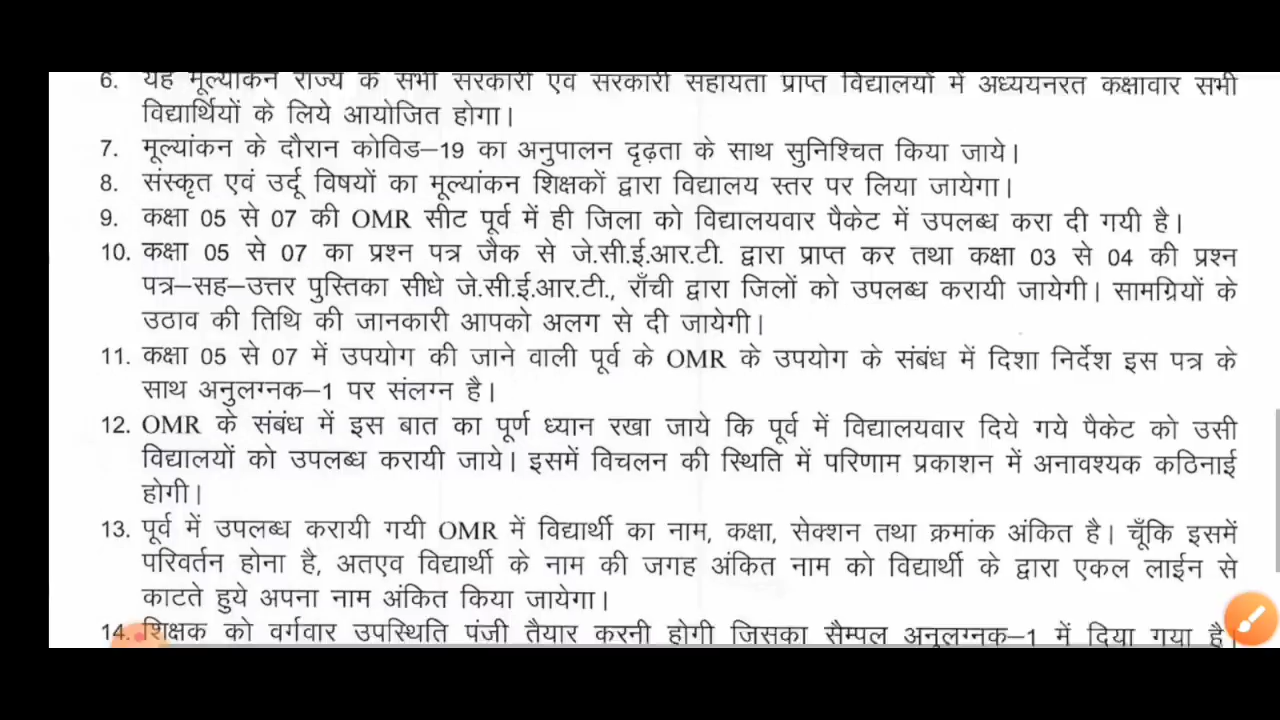 6. यह मूल्यांकन राज्य के सभी सरकारी एवं सरकारी सहायता प्राप्त विद्यालयों में अध्ययनरत कक्षावार सभी
विद्यार्थियों के लिये आयोजित होगा।
7. मूल्यांकन के दौरान कोविड–19 का अनुपालन दृढ़ता के साथ सुनिश्चित किया जाये।
8. संस्कृत एवं उर्दू विषयों का मूल्यांकन शिक्षकों द्वारा विद्यालय स्तर पर लिया जायेगा।
9. कक्षा 05 से 07 की OMR सीट पूर्व में ही जिला को विद्यालयवार पैकेट में उपलब्ध करा दी गयी है।
10. कक्षा 05 से 07 का प्रश्न पत्र जैक से जे.सी.ई.आर.टी. द्वारा प्राप्त कर तथा कक्षा 03 से 04 की प्रश्न
पत्र–सह–उत्तर पुस्तिका सीधे जे.सी.ई.आर.टी., राँची द्वारा जिलों को उपलब्ध करायी जायेगी। सामग्रियों के
उठाव की तिथि की जानकारी आपको अलग से दी जायेगी।
11. कक्षा 05 से 07 में उपयोग की जाने वाली पूर्व के OMR के उपयोग के संबंध में दिशा निर्देश इस पत्र के
साथ अनुलग्नक–1 पर संलग्न है।
12. OMR के संबंध में इस बात का पूर्ण ध्यान रखा जाये कि पूर्व में विद्यालयवार दिये गये पैकेट को उसी
विद्यालयों को उपलब्ध करायी जाये। इसमें विचलन की स्थिति में परिणाम प्रकाशन में अनावश्यक कठिनाई
होगी।
13. पूर्व में उपलब्ध करायी गयी OMR में विद्यार्थी का नाम, कक्षा, सेक्शन तथा क्रमांक अंकित है। चूँकि इसमें
परिवर्तन होना है, अतएव विद्यार्थी के नाम की जगह अंकित नाम को विद्यार्थी के द्वारा एकल लाईन से
काटते हुये अपना नाम अंकित किया जायेगा।
14. शिक्षक को वर्गवार उपस्थिति पंजी तैयार करनी होगी जिसका सैम्पल अनुलग्नक–1 में दिया गया है।